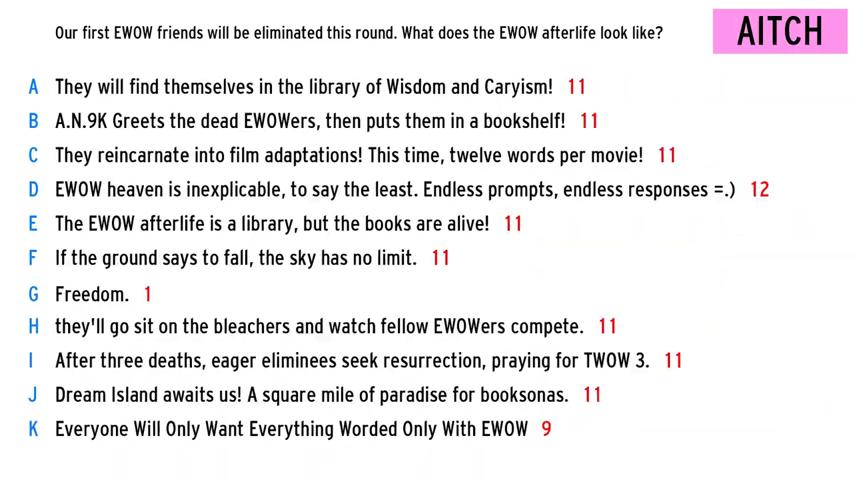 Our first EWOW friends will be eliminated this round. What does the EWOW afterlife look like?
AITCH
A They will find themselves in the library of Wisdom and Caryism! 11
B A.N.9K Greets the dead EWOWers, then puts them in a bookshelf! 11
C They reincarnate into film adaptations! This time, twelve words per movie! 11
D EWOW heaven is inexplicable, to say the least. Endless prompts, endless responses =.) 12
E The EWOW afterlife is a library, but the books are alive! 11
F If the ground says to fall, the sky has no limit. 11
G Freedom. 1
H they'll go sit on the bleachers and watch fellow EWOWers compete. 11
I After three deaths, eager eliminees seek resurrection, praying for TWOW 3. 11
J Dream Island awaits us! A square mile of paradise for booksonas. 11
K Everyone Will Only Want Everything Worded Only With EWOW 9